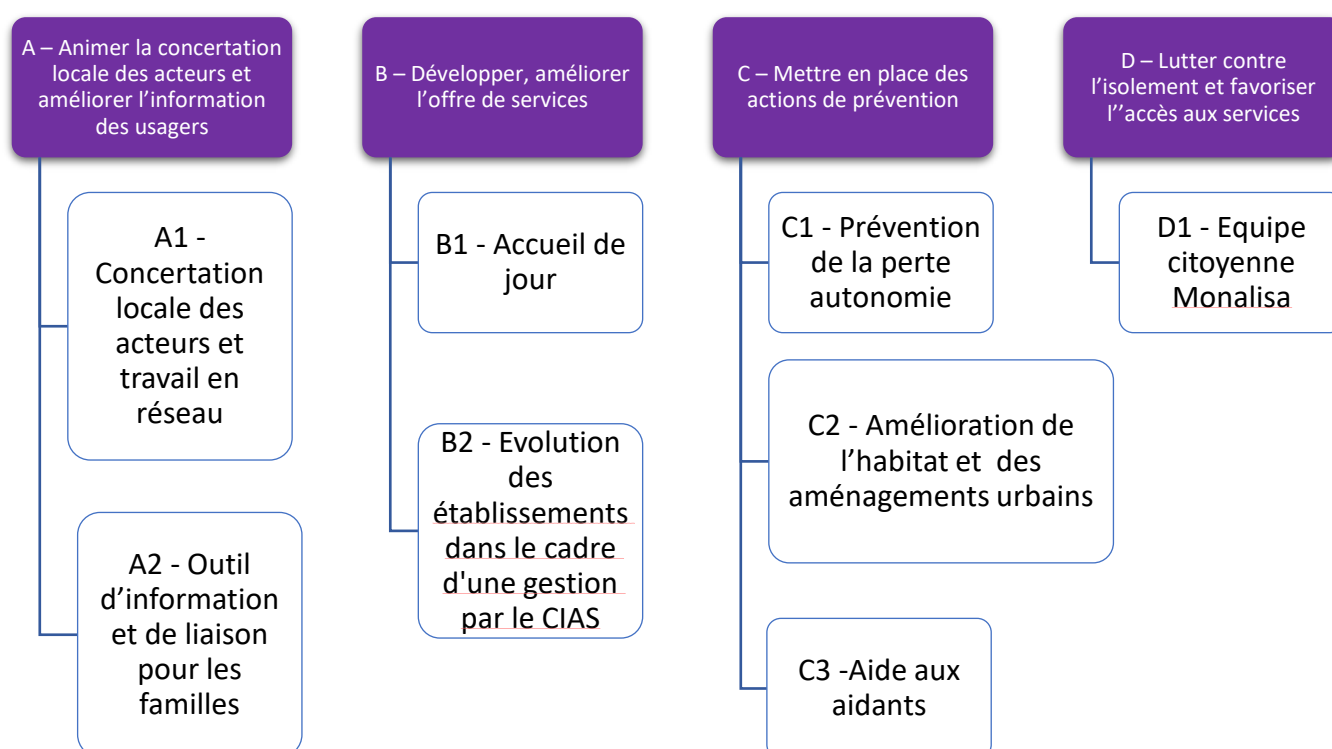 A – Animer la concertation
locale des acteurs et
améliorer l’information
des usagers
A1 -
Concertation
locale des
acteurs et
travail en
réseau
A2 - Outil
d’information
et de liaison
pour les
familles
B – Développer, améliorer
l’offre de services
B1 - Accueil de
jour
B2 - Evolution
des
établissements
dans le cadre
d'une gestion
par le CIAS
C – Mettre en place des
actions de prévention
C1 - Prévention
de la perte
autonomie
C2 - Amélioration de
l’habitat et des
aménagements urbains
C3 -Aide aux
aidants
D – Lutter contre
l’isolement et favoriser
l’’accès aux services
D1 - Equipe
citoyenne
Monalisa